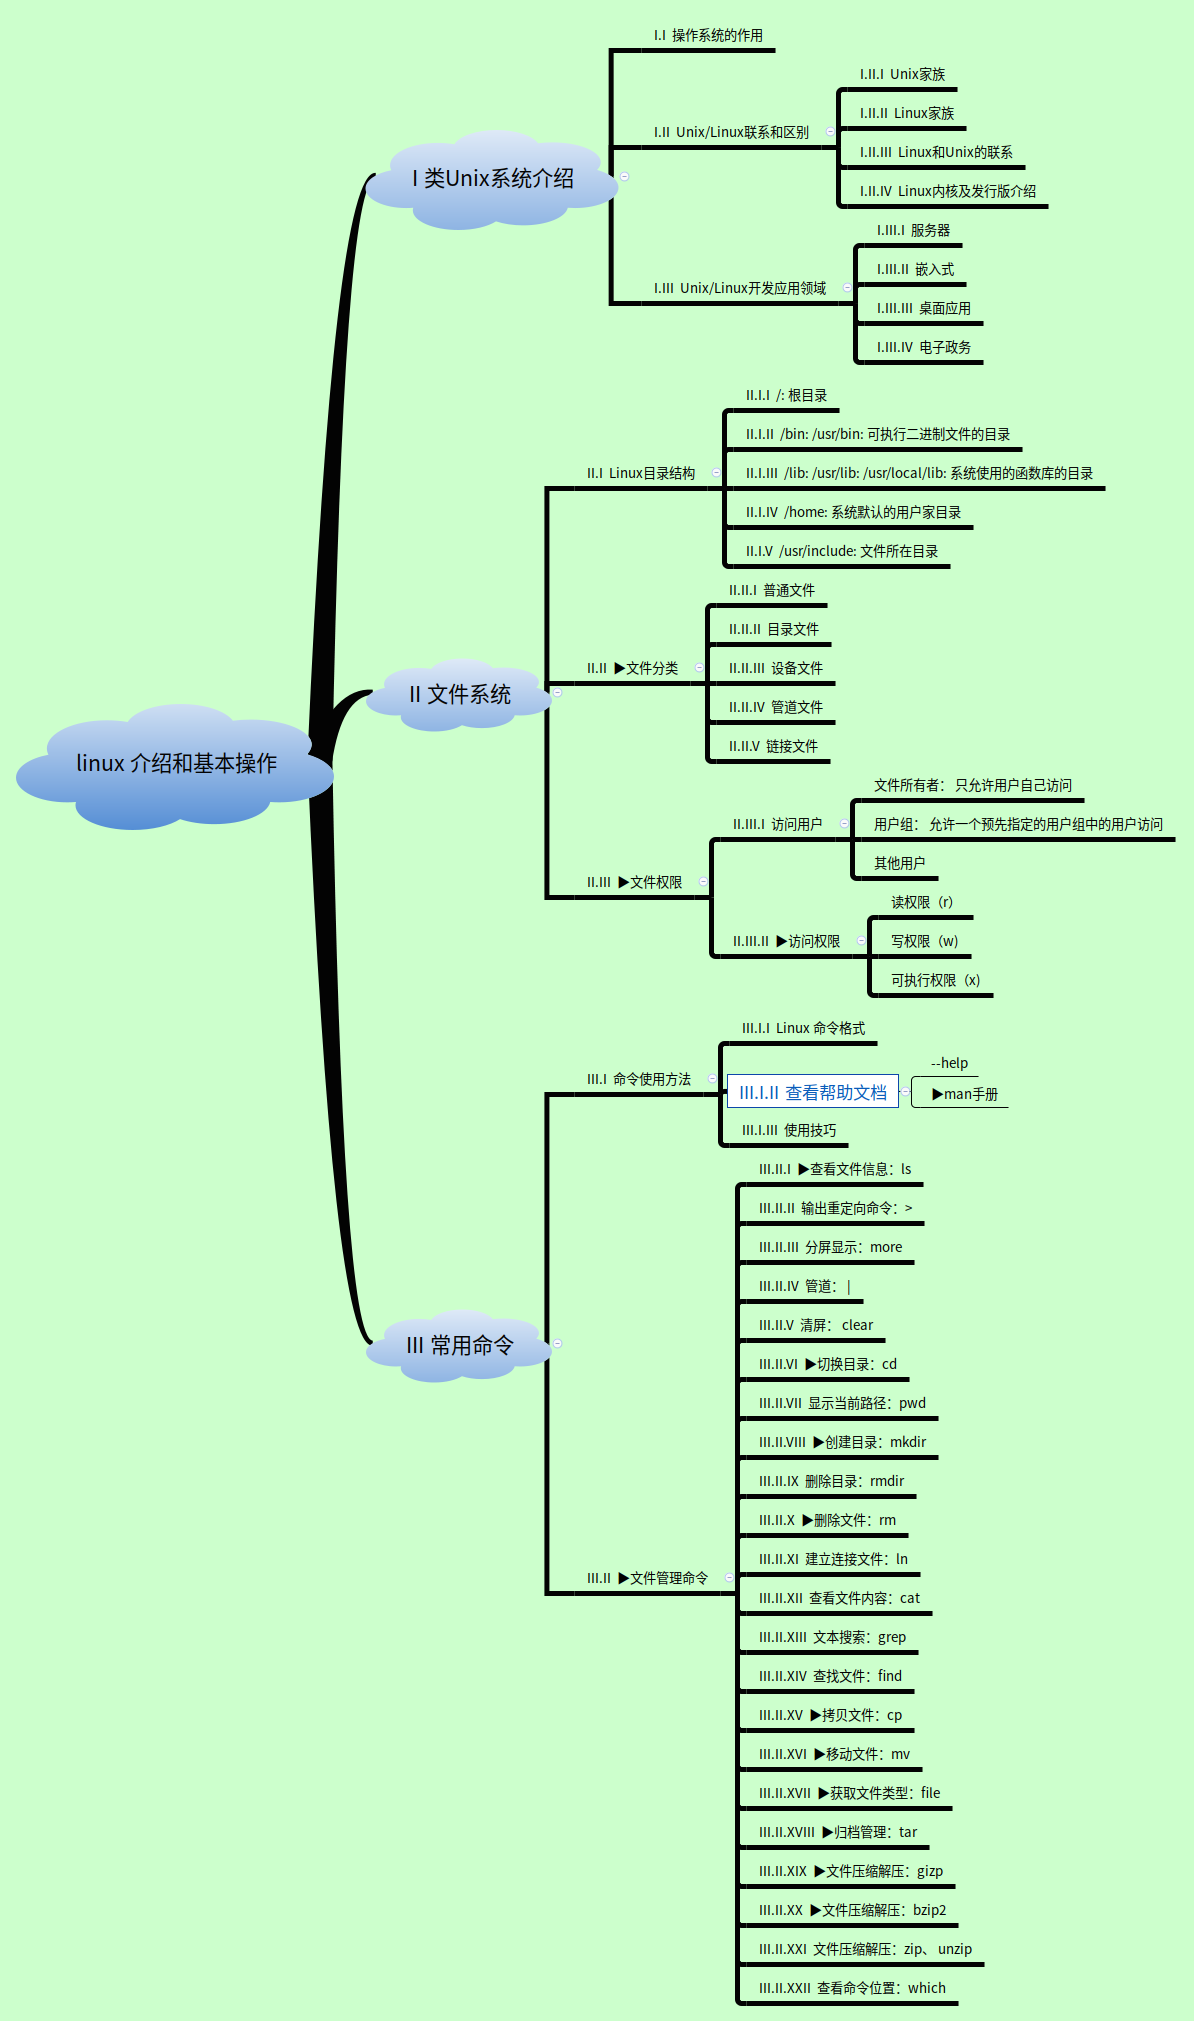 linux 介绍和基本操作
I 类Unix系统介绍
I.I 操作系统的作用
I.II Unix/Linux联系和区别
I.II.I Unix家族
I.II.II Linux家族
I.II.III Linux和Unix的联系
I.II.IV Linux内核及发行版介绍
I.III Unix/Linux开发应用领域
I.III.I 服务器
I.III.II 嵌入式
I.III.III 桌面应用
I.III.IV 电子政务
II 文件系统
II.I Linux目录结构
II.I.I /: 根目录
II.I.II /bin: /usr/bin: 可执行二进制文件的目录
II.I.III /lib: /usr/lib: /usr/local/lib: 系统使用的函数库的目录
II.I.IV /home: 系统默认的用户家目录
II.I.V /usr/include: 文件所在目录
II.II ▶文件分类
II.II.I 普通文件
II.II.II 目录文件
II.II.III 设备文件
II.II.IV 管道文件
II.II.V 链接文件
II.III ▶文件权限
II.III.I 访问用户
文件所有者： 只允许用户自己访问
用户组： 允许一个预先指定的用户组中的用户访问
其他用户
II.III.II ▶访问权限
读权限（r）
写权限（w)
可执行权限（x)
III 常用命令
III.I 命令使用方法
III.I.I Linux 命令格式
III.I.II 查看帮助文档
--help
▶man手册
III.I.III 使用技巧
III.II ▶文件管理命令
III.II.I ▶查看文件信息：ls
III.II.II 输出重定向命令：>
III.II.III 分屏显示：more
III.II.IV 管道： |
III.II.V 清屏： clear
III.II.VI ▶切换目录：cd
III.II.VII 显示当前路径：pwd
III.II.VIII ▶创建目录：mkdir
III.II.IX 删除目录：rmdir
III.II.X ▶删除文件：rm
III.II.XI 建立连接文件：ln
III.II.XII 查看文件内容：cat
III.II.XIII 文本搜索：grep
III.II.XIV 查找文件：find
III.II.XV ▶拷贝文件：cp
III.II.XVI ▶移动文件：mv
III.II.XVII ▶获取文件类型：file
III.II.XVIII ▶归档管理：tar
III.II.XIX ▶文件压缩解压：gizp
III.II.XX ▶文件压缩解压：bzip2
III.II.XXI 文件压缩解压：zip、 unzip
III.II.XXII 查看命令位置：which